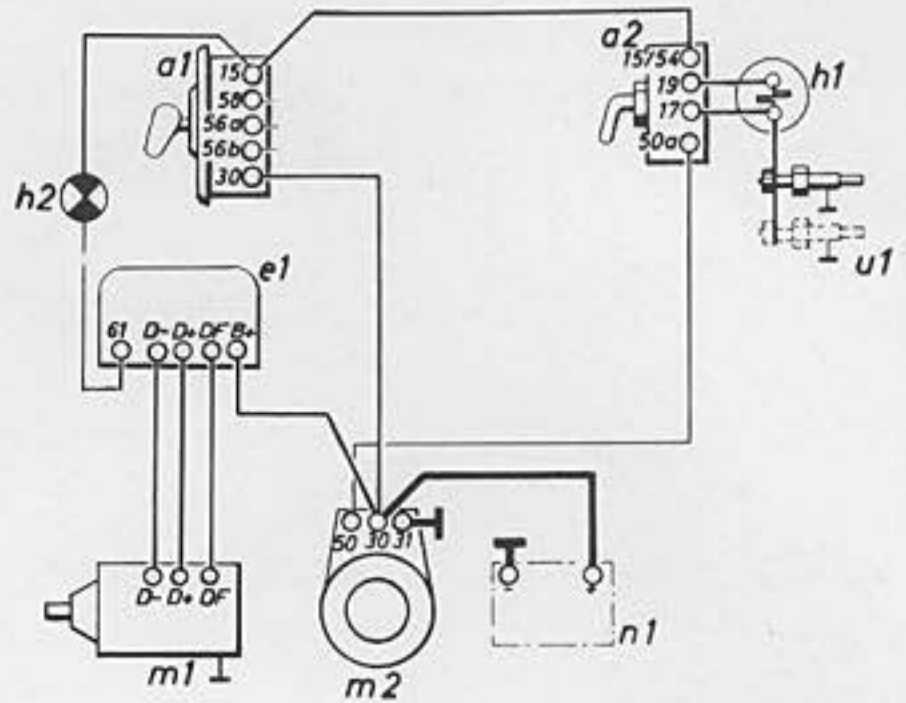 a1
15
58
56a
56b
30
a2
15/54
19
17
50a
h1
h2
u1
e1
61 D- D+ DF B+
50 30 31
- +
D- D+ DF
n1
m1
m2